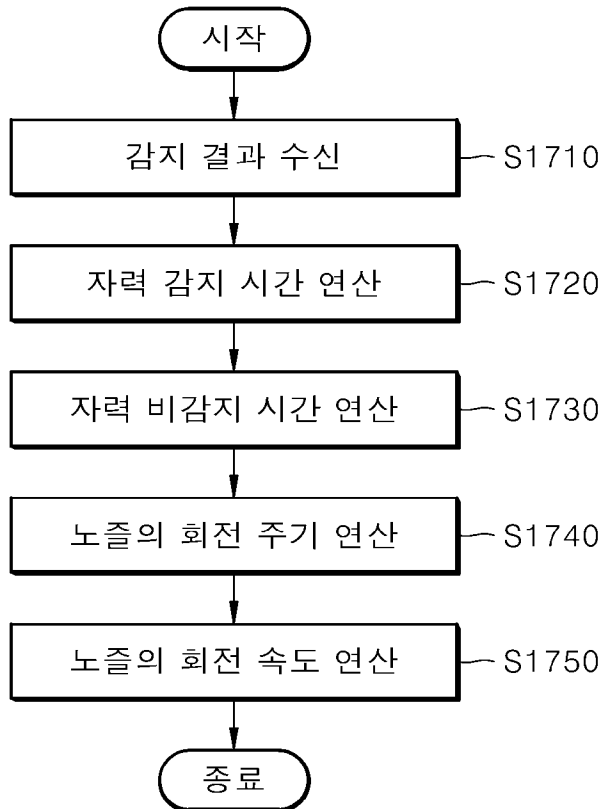 시작
감지 결과 수신 S1710
자력 감지 시간 연산 S1720
자력 비감지 시간 연산 S1730
노즐의 회전 주기 연산 S1740
노즐의 회전 속도 연산 S1750
종료